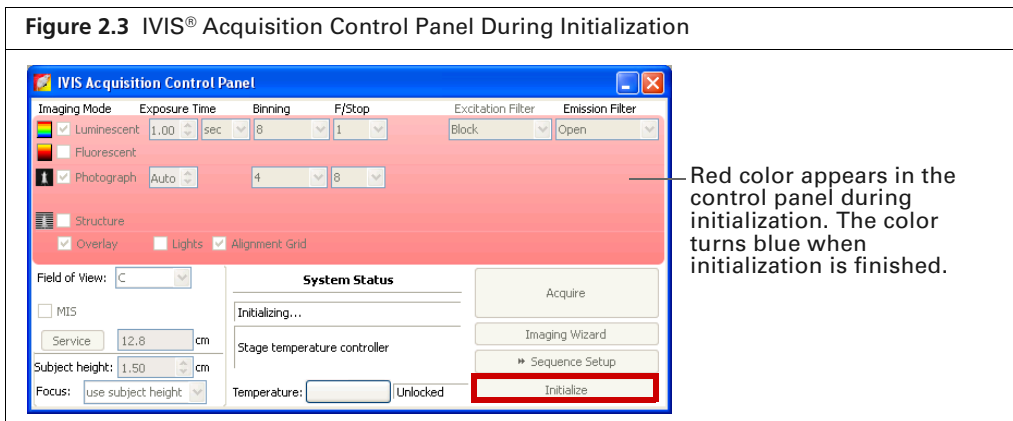 Figure 2.3 IVIS® Acquisition Control Panel During Initialization
IVIS Acquisition Control Panel
Imaging Mode Exposure Time Binning F/Stop Excitation Filter Emission Filter
Luminescent 1.00 sec 8 1 Block Open
Fluorescent
Photograph Auto 4 8
Structure
Overlay Lights Alignment Grid
Red color appears in the
control panel during
initialization. The color
turns blue when
initialization is finished.
Field of View: C
MIS
Service 12.8 cm
Subject height: 1.50 cm
Focus: use subject height
System Status
Initializing...
Stage temperature controller
Temperature: Unlocked
Acquire
Imaging Wizard
Sequence Setup
Initialize